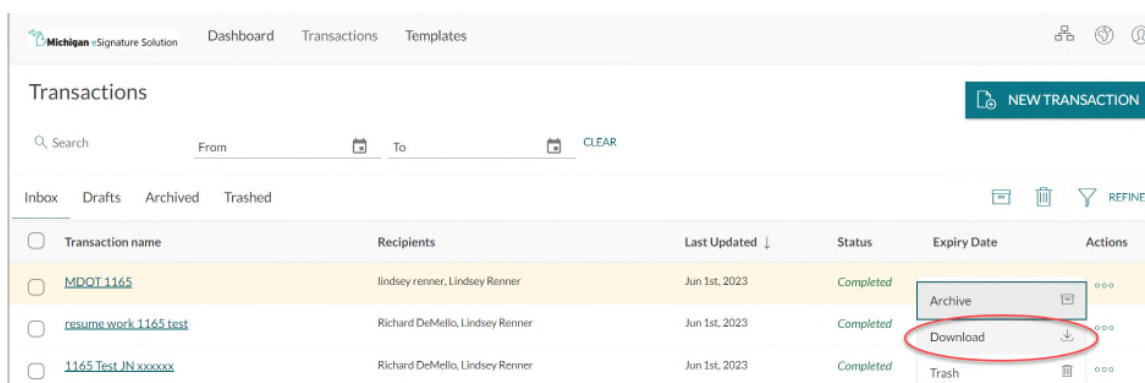 Michigan eSignature Solution Dashboard Transactions Templates
Transactions
NEW TRANSACTION
Search From To CLEAR
Inbox Drafts Archived Trashed REFINE
Transaction name Recipients Last Updated ↓ Status Expiry Date Actions
MDOT 1165 lindsey renner, Lindsey Renner Jun 1st, 2023 Completed
Archive
resume work 1165 test Richard DeMello, Lindsey Renner Jun 1st, 2023 Completed
Download
1165 Test JN xxxxxx Richard DeMello, Lindsey Renner Jun 1st, 2023 Completed
Trash